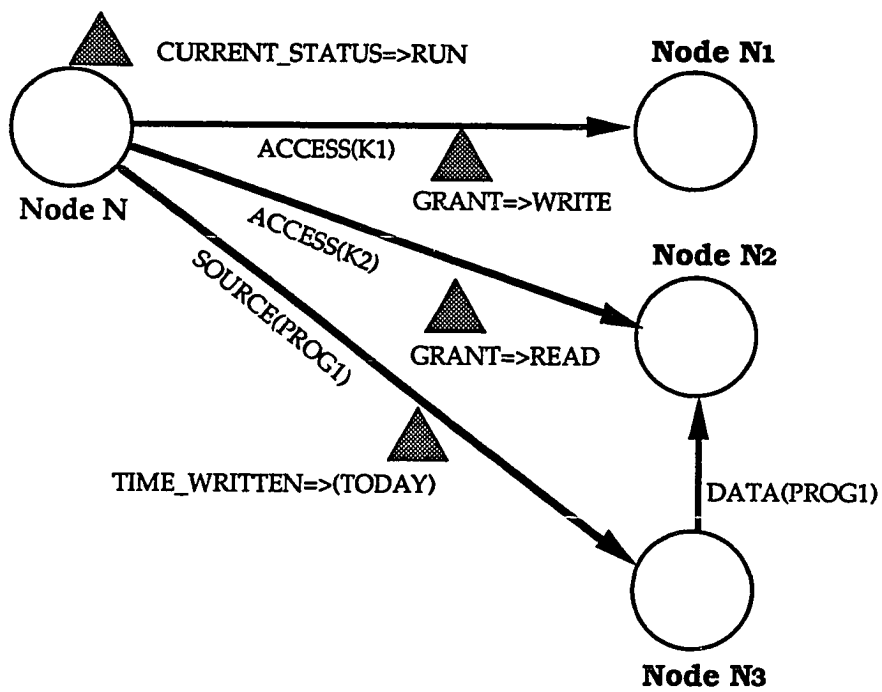 CURRENT_STATUS=>RUN
Node N1
ACCESS(K1)
GRANT=>WRITE
Node N
ACCESS(K2)
Node N2
SOURCE(PROG1)
GRANT=>READ
TIME_WRITTEN=>(TODAY)
DATA(PROG1)
Node N3